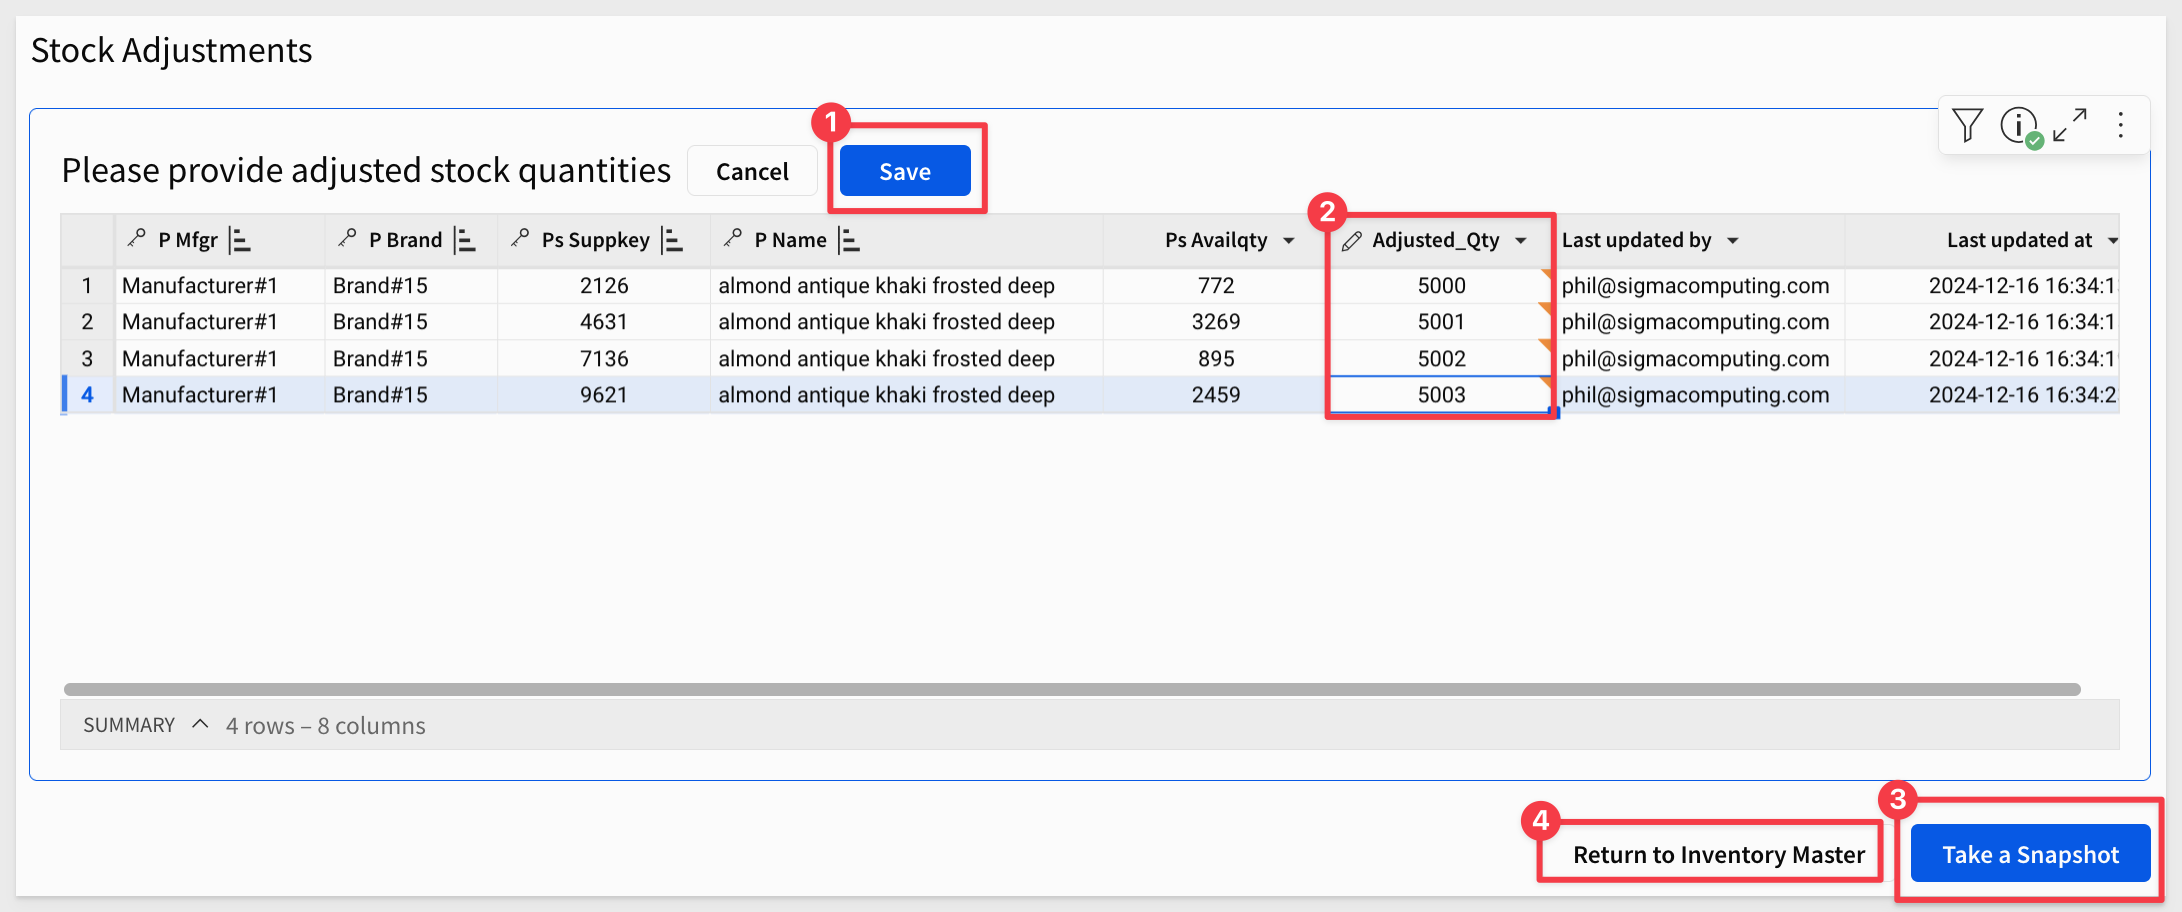 Stock Adjustments
1
Please provide adjusted stock quantities Cancel Save
2
P Mfgr P Brand Ps Suppkey P Name Ps Availqty Adjusted_Qty Last updated by Last updated at
1 Manufacturer#1 Brand#15 2126 almond antique khaki frosted deep 772 5000 phil@sigmacomputing.com 2024-12-16 16:34:1
2 Manufacturer#1 Brand#15 4631 almond antique khaki frosted deep 3269 5001 phil@sigmacomputing.com 2024-12-16 16:34:1
3 Manufacturer#1 Brand#15 7136 almond antique khaki frosted deep 895 5002 phil@sigmacomputing.com 2024-12-16 16:34:1
4 Manufacturer#1 Brand#15 9621 almond antique khaki frosted deep 2459 5003 phil@sigmacomputing.com 2024-12-16 16:34:2
SUMMARY 4 rows – 8 columns
3
4
Return to Inventory Master Take a Snapshot